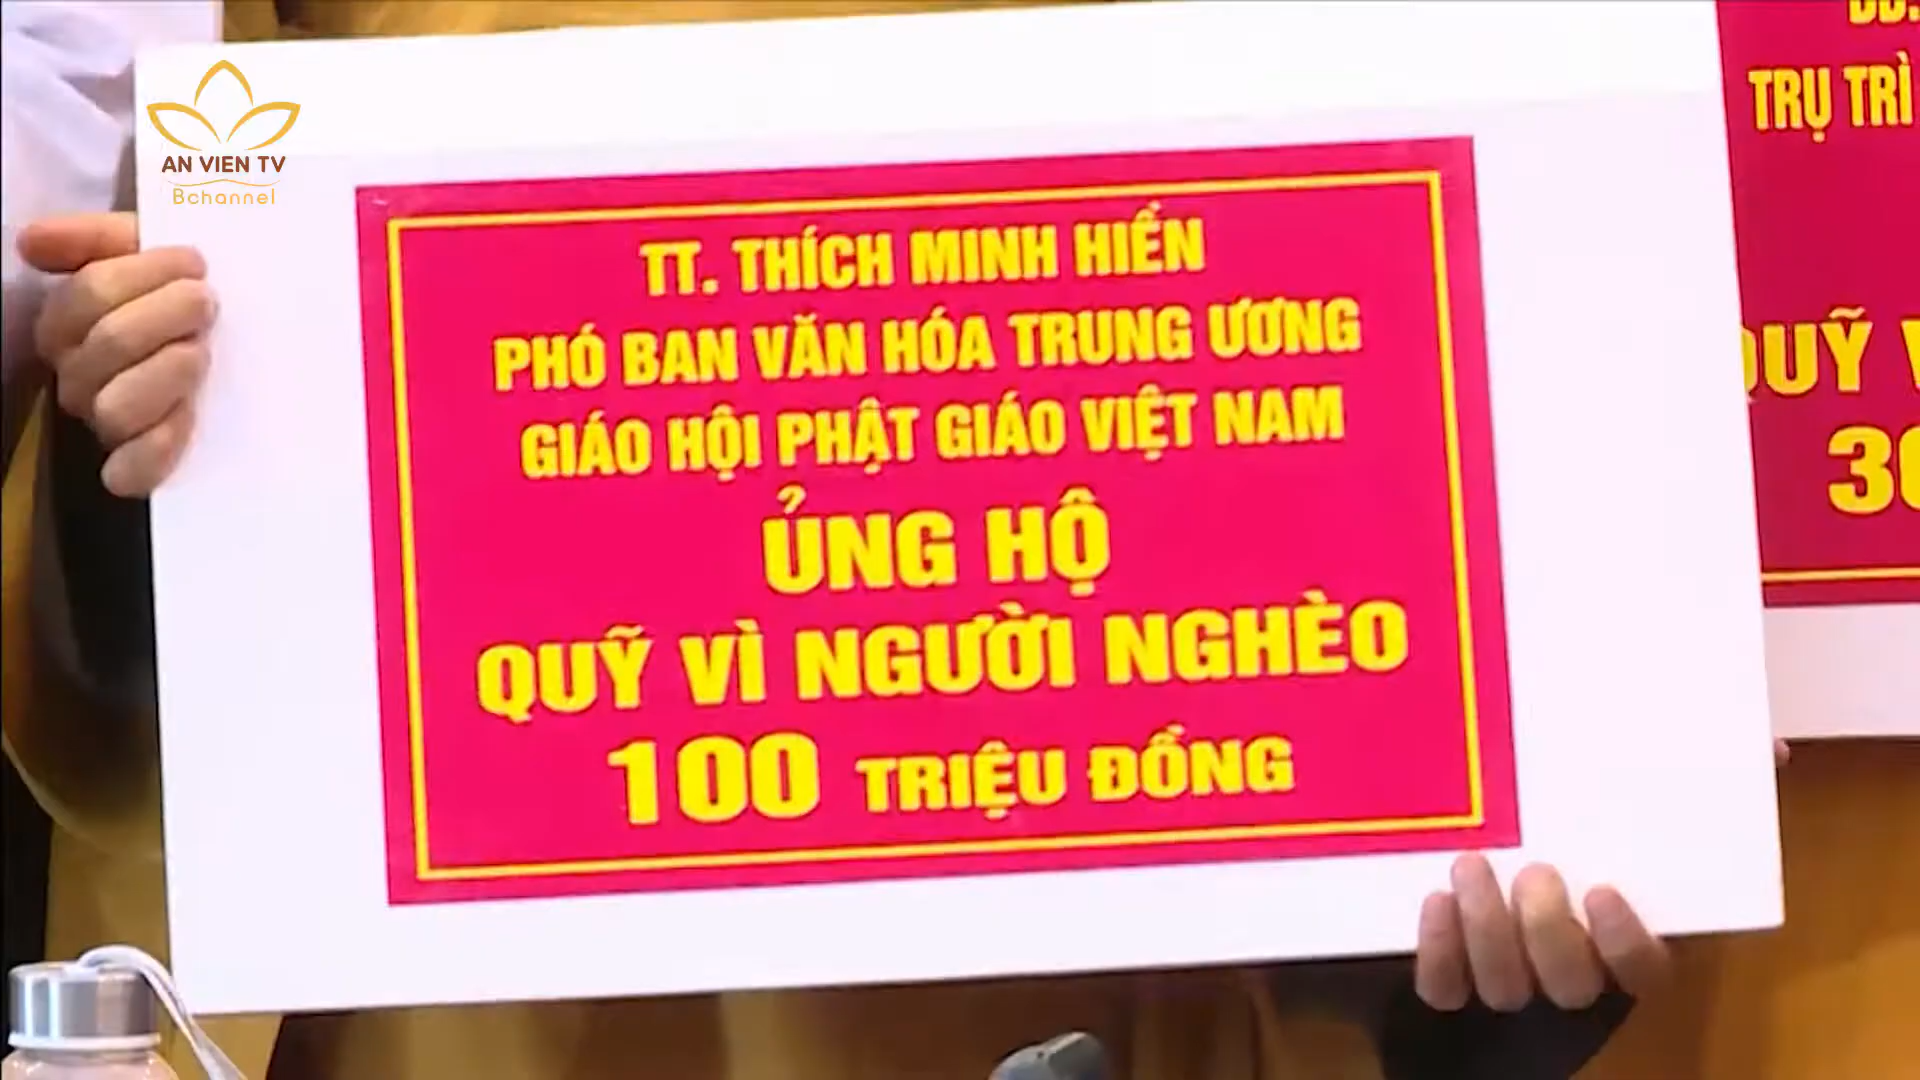 AN VIEN TV
Bchannel
TT. THÍCH MINH HIỀN
PHÓ BAN VĂN HÓA TRUNG ƯƠNG
GIÁO HỘI PHẬT GIÁO VIỆT NAM
ỦNG HỘ
QUỸ VÌ NGƯỜI NGHÈO
100 TRIỆU ĐỒNG
TRỤ TRÌ
QUỸ